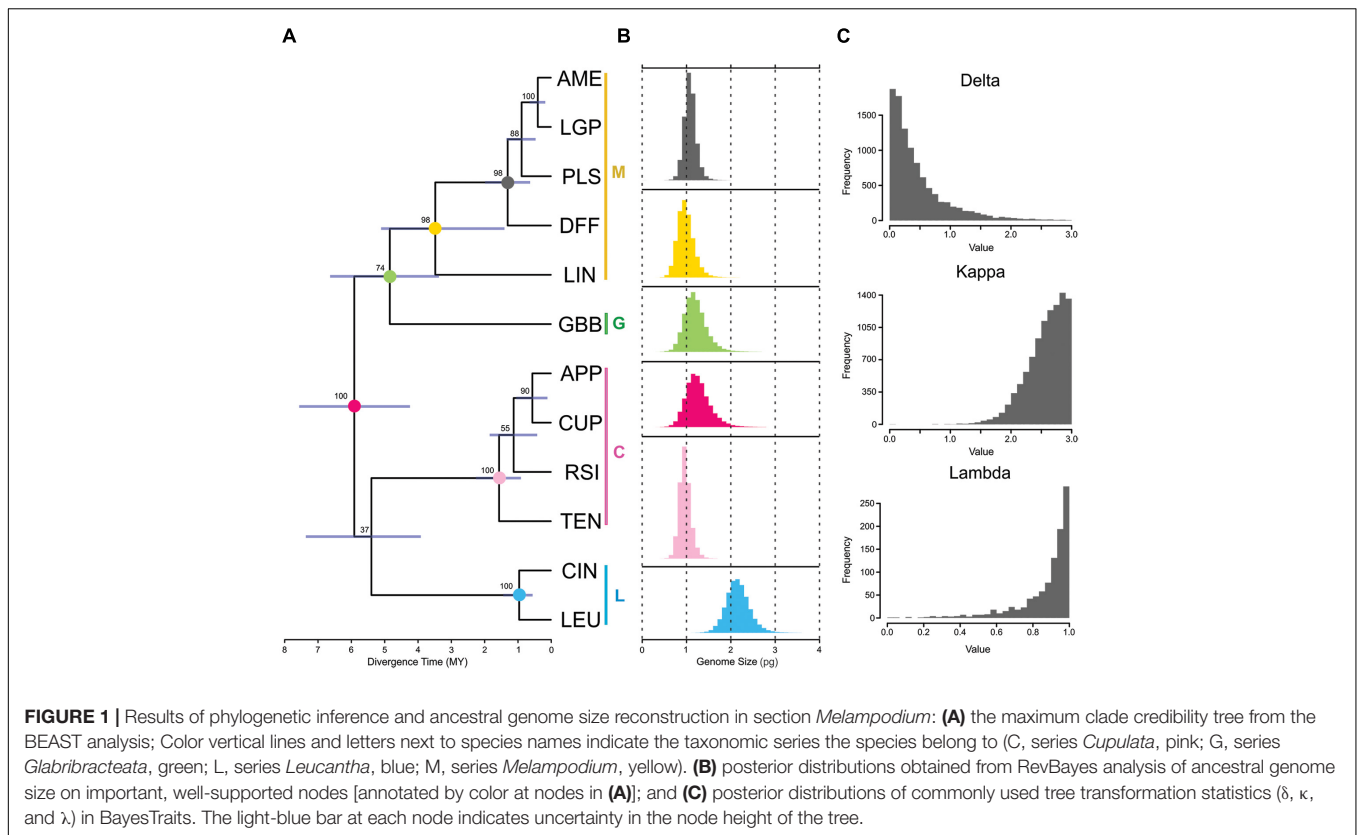 A
B
C
AME
LGP
PLS
DFF
LIN
GBB
APP
CUP
RSI
TEN
CIN
LEU
M
G
C
L
100
88
98
98
74
100
90
55
100
37
100
8 7 6 5 4 3 2 1 0
Divergence Time (MY)
0 1 2 3 4
Genome Size (pg)
Delta
Frequency
1500
1000
500
0
0.0 1.0 2.0 3.0
Value
Kappa
Frequency
1400
1050
700
350
0
0.0 1.0 2.0 3.0
Value
Lambda
Frequency
250
200
150
100
50
0
0.0 0.2 0.4 0.6 0.8 1.0
Value
FIGURE 1 | Results of phylogenetic inference and ancestral genome size reconstruction in section Melampodium: (A) the maximum clade credibility tree from the
BEAST analysis; Color vertical lines and letters next to species names indicate the taxonomic series the species belong to (C, series Cupulata, pink; G, series
Glabribracteata, green; L, series Leucantha, blue; M, series Melampodium, yellow). (B) posterior distributions obtained from RevBayes analysis of ancestral genome
size on important, well-supported nodes [annotated by color at nodes in (A)]; and (C) posterior distributions of commonly used tree transformation statistics (δ, κ,
and λ) in BayesTraits. The light-blue bar at each node indicates uncertainty in the node height of the tree.